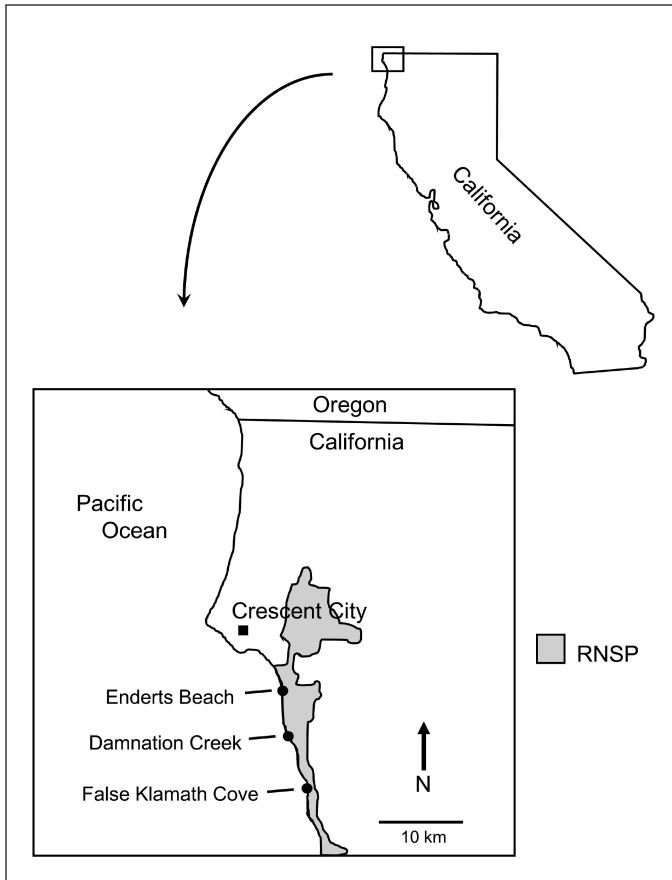 California
Oregon
California
Pacific
Ocean
Crescent City
RNSP
Enderts Beach
Damnation Creek
False Klamath Cove
N
10 km